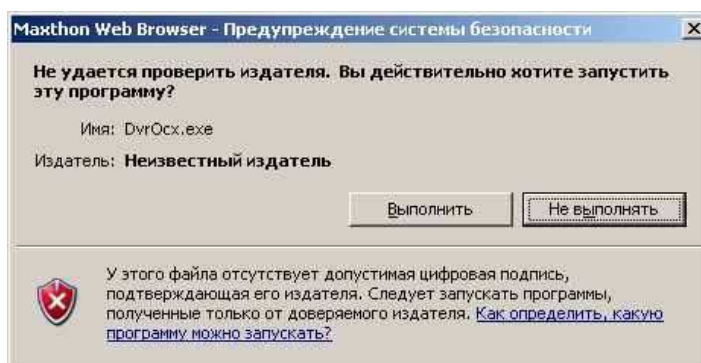 Maxthon Web Browser - Предупреждение системы безопасности
Не удается проверить издателя. Вы действительно хотите запустить
эту программу?
Имя: DvrOcx.exe
Издатель: Неизвестный издатель
Выполнить Не выполнять
У этого файла отсутствует допустимая цифровая подпись,
подтверждающая его издателя. Следует запускать программы,
полученные только от доверяемого издателя. Как определить, какую
программу можно запускать?